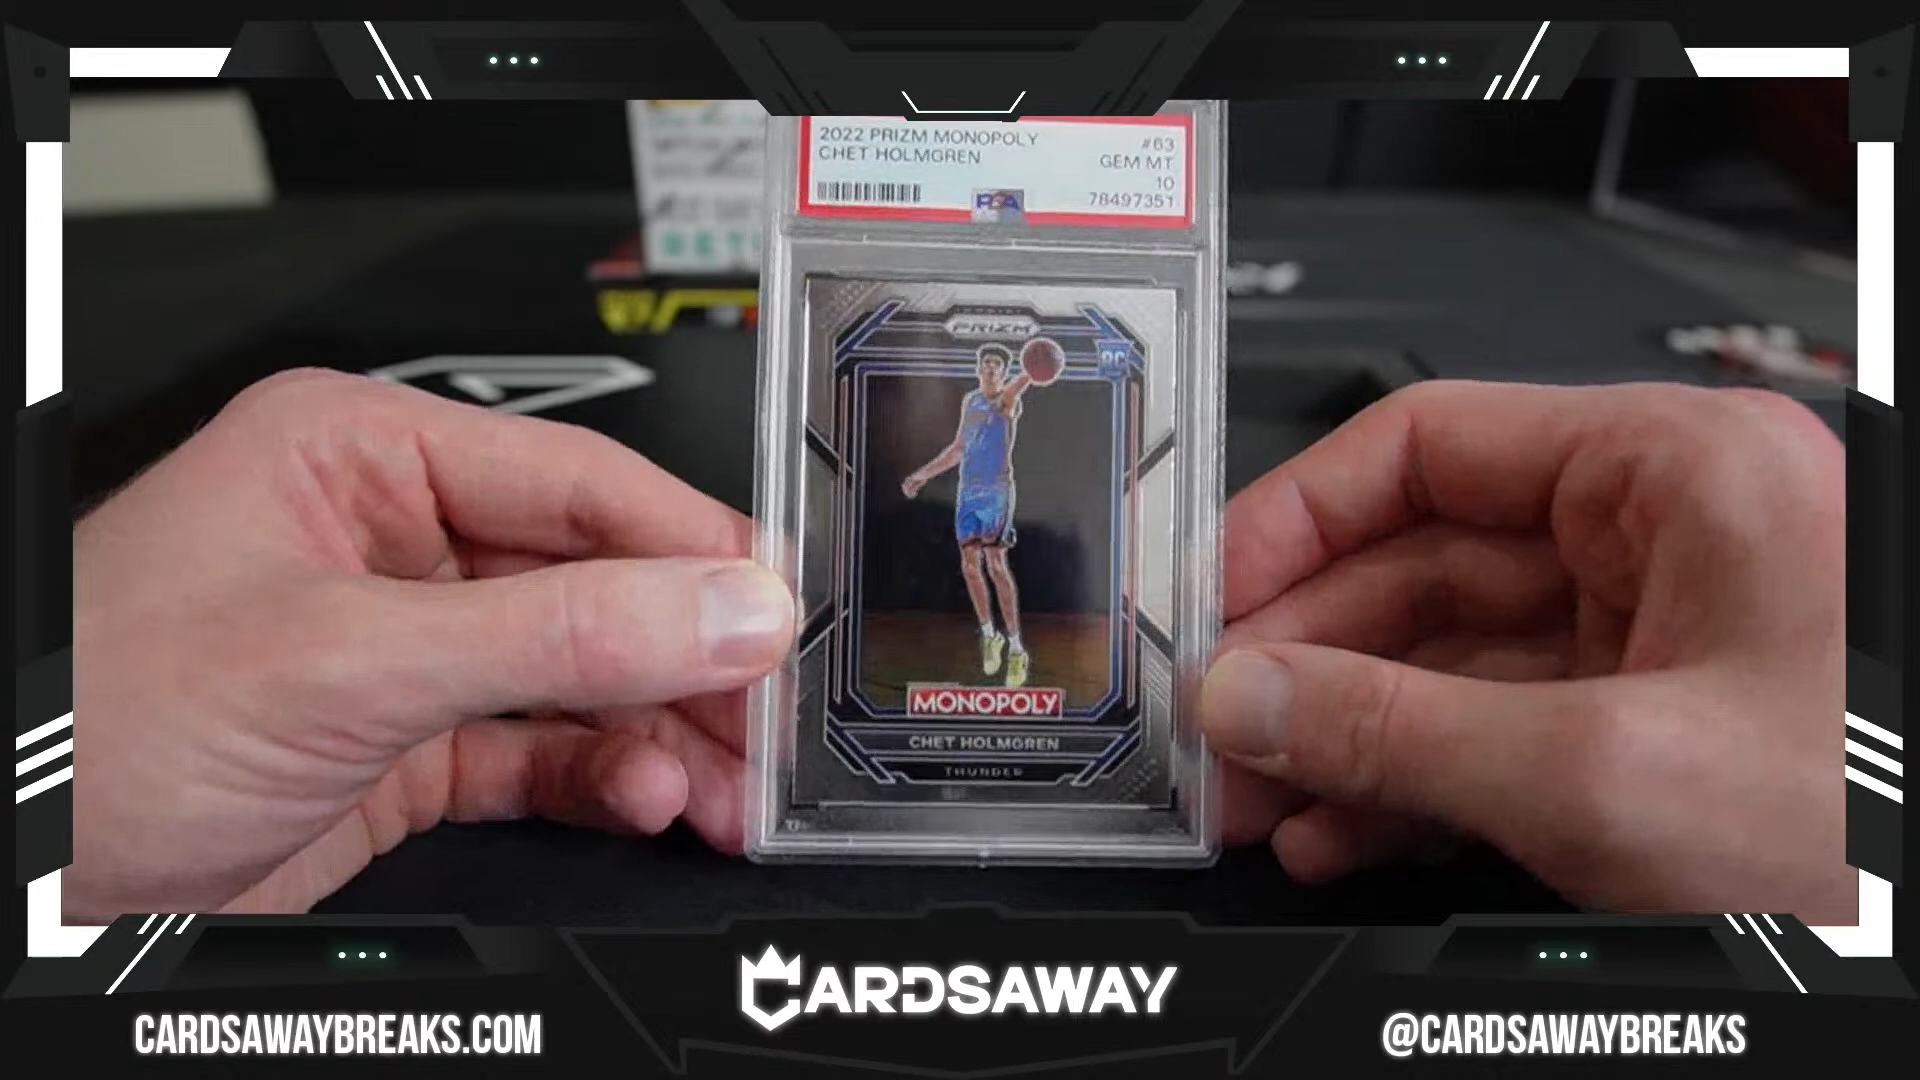 2022 PRIZM MONOPOLY
#63
CHET HOLMGREN
GEM MT
10
PSA
78497351
PRIZM
RC
MONOPOLY
CHET HOLMGREN
THUNDER
CARDSAWAY
CARDSAWAYBREAKS.COM
@CARDSAWAYBREAKS